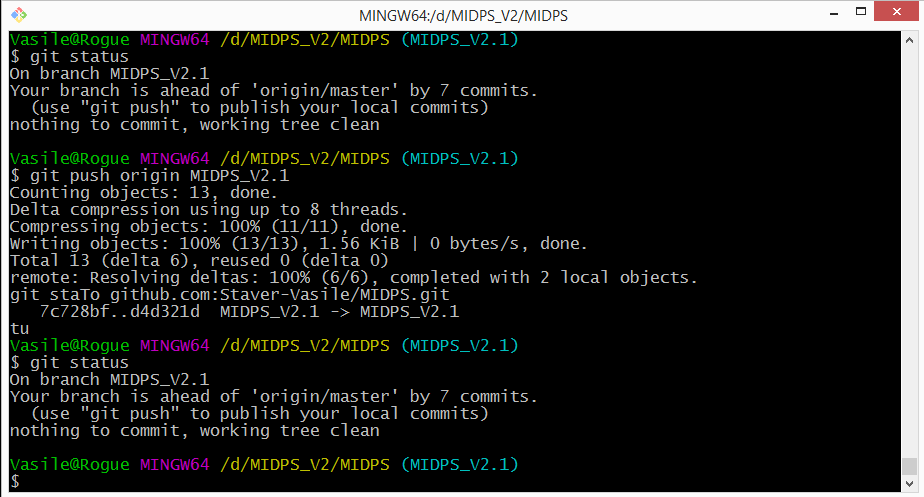 MINGW64:/d/MIDPS_V2/MIDPS
Vasile@Rogue MINGW64 /d/MIDPS_V2/MIDPS (MIDPS_V2.1)
$ git status
On branch MIDPS_V2.1
Your branch is ahead of 'origin/master' by 7 commits.
  (use "git push" to publish your local commits)
nothing to commit, working tree clean

Vasile@Rogue MINGW64 /d/MIDPS_V2/MIDPS (MIDPS_V2.1)
$ git push origin MIDPS_V2.1
Counting objects: 13, done.
Delta compression using up to 8 threads.
Compressing objects: 100% (11/11), done.
Writing objects: 100% (13/13), 1.56 KiB | 0 bytes/s, done.
Total 13 (delta 6), reused 0 (delta 0)
remote: Resolving deltas: 100% (6/6), completed with 2 local objects.
git staTo github.com:Staver-Vasile/MIDPS.git
   7c728bf..d4d321d  MIDPS_V2.1 -> MIDPS_V2.1
tu
Vasile@Rogue MINGW64 /d/MIDPS_V2/MIDPS (MIDPS_V2.1)
$ git status
On branch MIDPS_V2.1
Your branch is ahead of 'origin/master' by 7 commits.
  (use "git push" to publish your local commits)
nothing to commit, working tree clean

Vasile@Rogue MINGW64 /d/MIDPS_V2/MIDPS (MIDPS_V2.1)
$